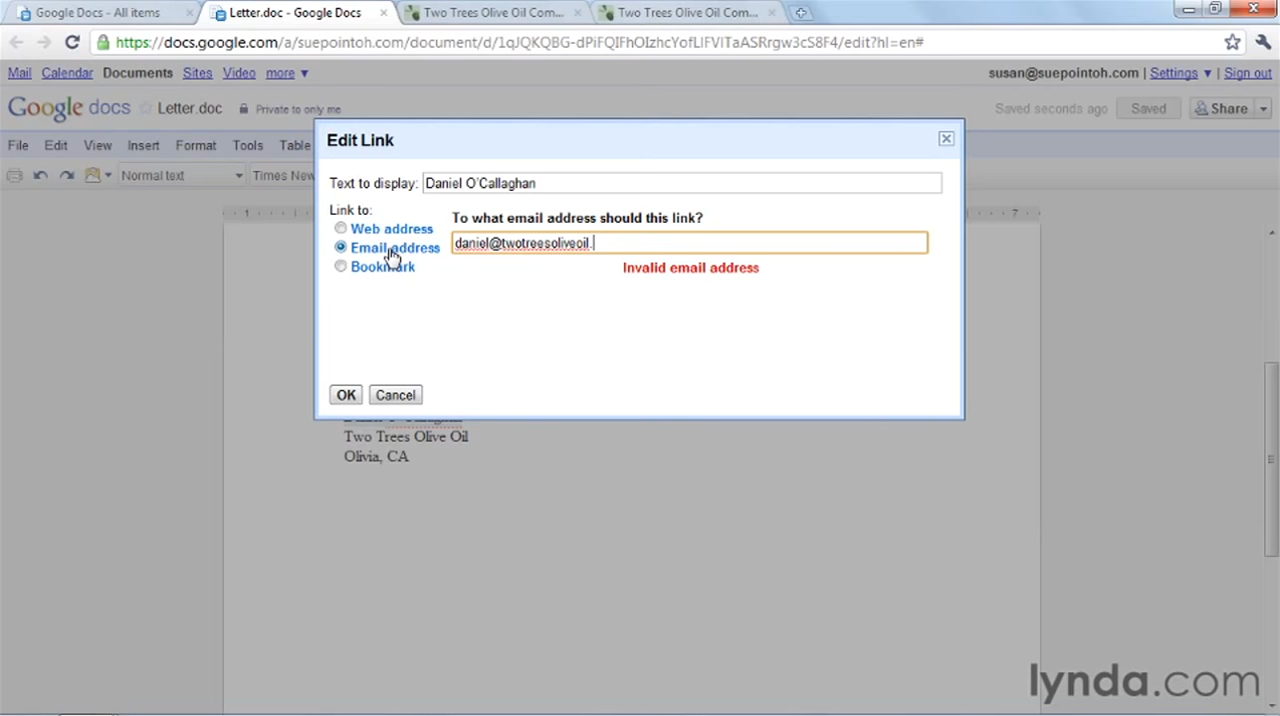 Google Docs - All items
Letter.doc - Google Docs
Two Trees Olive Oil Com...
Two Trees Olive Oil Com...
https://docs.google.com/a/suepointoh/document/d/1qJQKQBG-dPiFQIFhOIzhcYofLlFVITaASRrgw3cS8F4/edit?hl=en#
Mail Calendar Documents Sites Video more ▼ susan@suepointoh.com | Settings ▼ | Sign out
Google docs Letter.doc Private to only me Saved seconds ago Saved Share
File Edit View Insert Format Tools Table
Normal text Times New
Edit Link
Text to display: Daniel O'Callaghan
Link to:
Web address
Email address
Bookmark
To what email address should this link?
daniel@twotreesoliveoil.
Invalid email address
OK Cancel
1
7
Two Trees Olive Oil
Olivia, CA
lynda.com